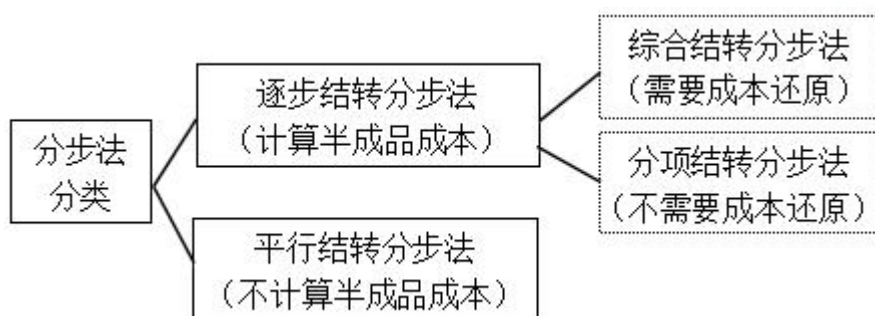 分步法
分类
逐步结转分步法
（计算半成品成本）
综合结转分步法
（需要成本还原）
分项结转分步法
（不需要成本还原）
平行结转分步法
（不计算半成品成本）